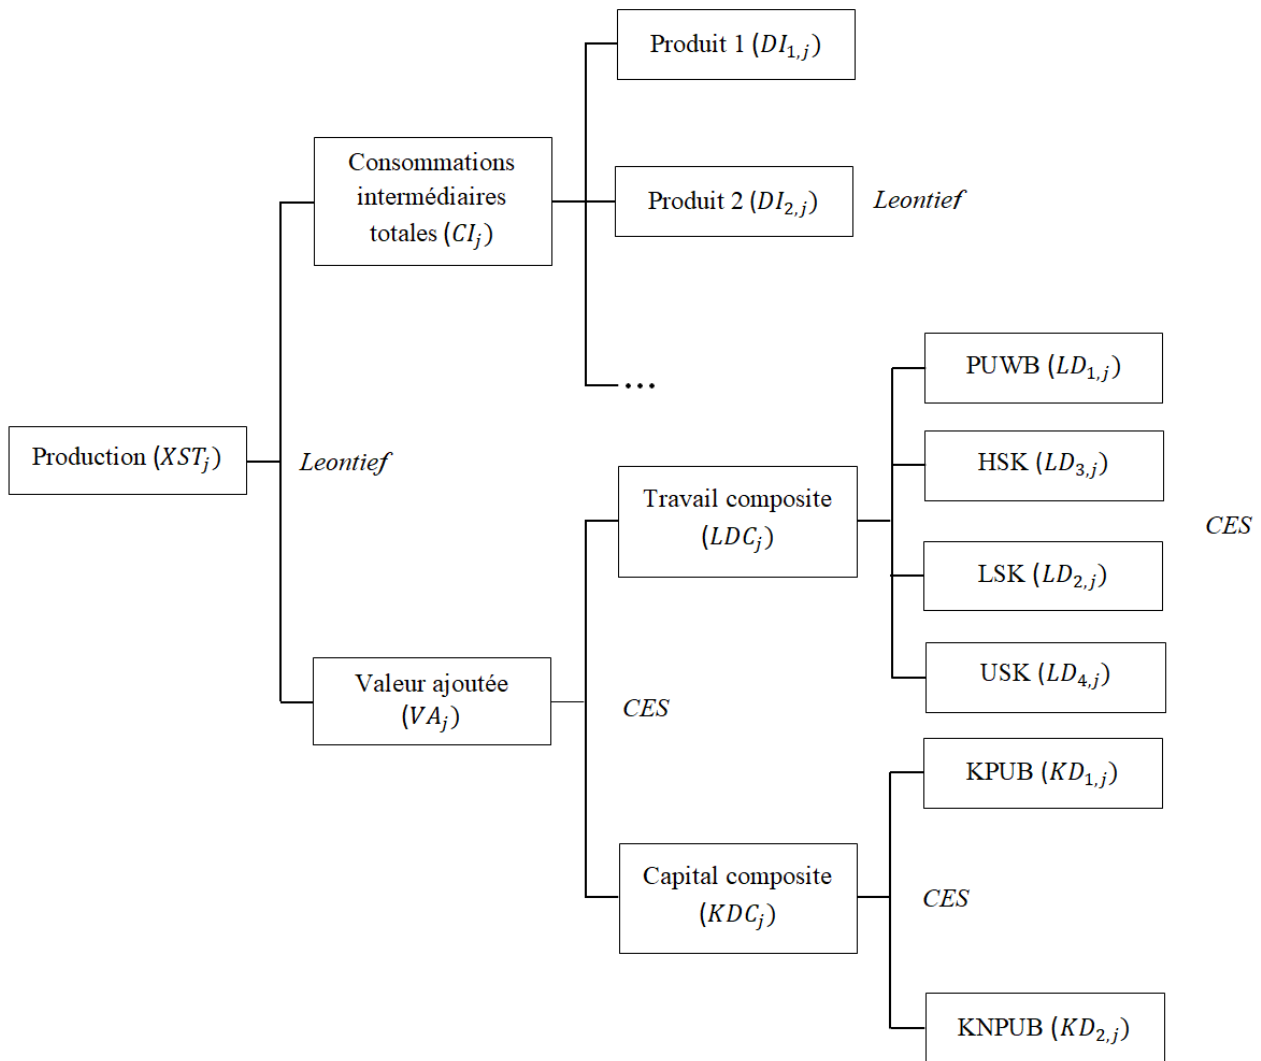 Produit 1 (DI₁,ⱼ)
Consommations
intermédiaires
totales (CIⱼ)
Produit 2 (DI₂,ⱼ)
Leontief
...
PUWB (LD₁,ⱼ)
Production (XSTⱼ)
Leontief
HSK (LD₃,ⱼ)
Travail composite
(LDCⱼ)
CES
LSK (LD₂,ⱼ)
USK (LD₄,ⱼ)
Valeur ajoutée
(VAⱼ)
CES
KPUB (KD₁,ⱼ)
Capital composite
(KDCⱼ)
CES
KNPUB (KD₂,ⱼ)